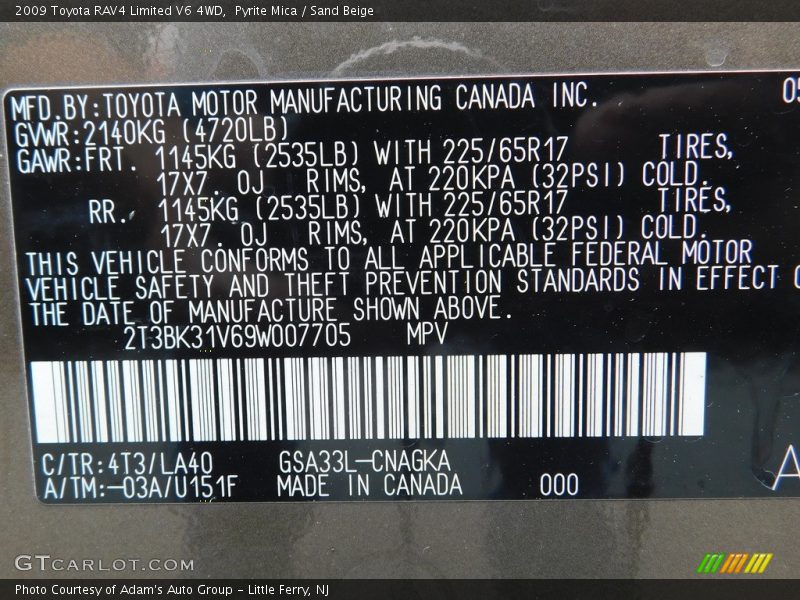 2009 Toyota RAV4 Limited V6 4WD, Pyrite Mica / Sand Beige
MFD.BY:TOYOTA MOTOR MANUFACTURING CANADA INC. 05
GVWR:2140KG (4720LB)
GAWR:FRT. 1145KG (2535LB) WITH 225/65R17 TIRES,
17X7. 0J RIMS, AT 220KPA (32PSI) COLD.
RR. 1145KG (2535LB) WITH 225/65R17 TIRES,
17X7. 0J RIMS, AT 220KPA (32PSI) COLD.
THIS VEHICLE CONFORMS TO ALL APPLICABLE FEDERAL MOTOR
VEHICLE SAFETY AND THEFT PREVENTION STANDARDS IN EFFECT
THE DATE OF MANUFACTURE SHOWN ABOVE.
2T3BK31V69W007705 MPV
C/TR:4T3/LA40 GSA33L-CNAGKA
A/TM:-03A/U151F MADE IN CANADA 000
A
GTCARLOT.COM
Photo Courtesy of Adam's Auto Group - Little Ferry, NJ